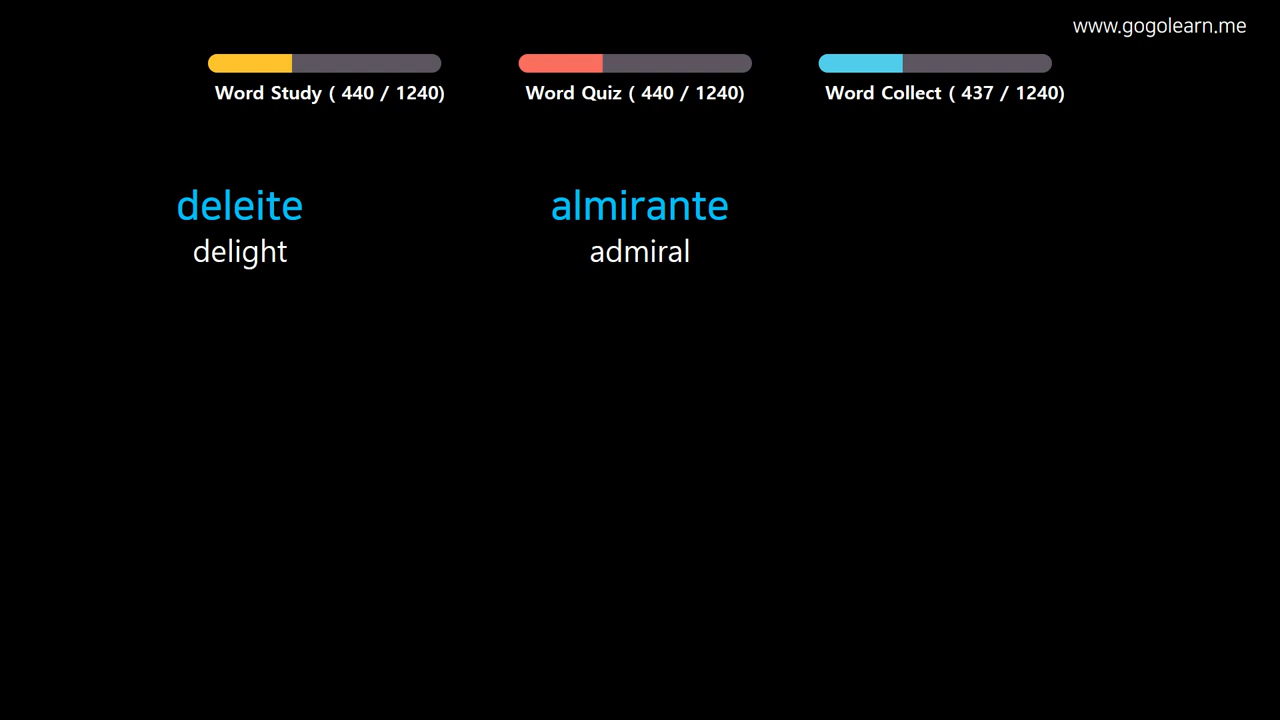 www.gogolearn.me
Word Study ( 440 / 1240) Word Quiz ( 440 / 1240) Word Collect ( 437 / 1240)
deleite almirante
delight admiral